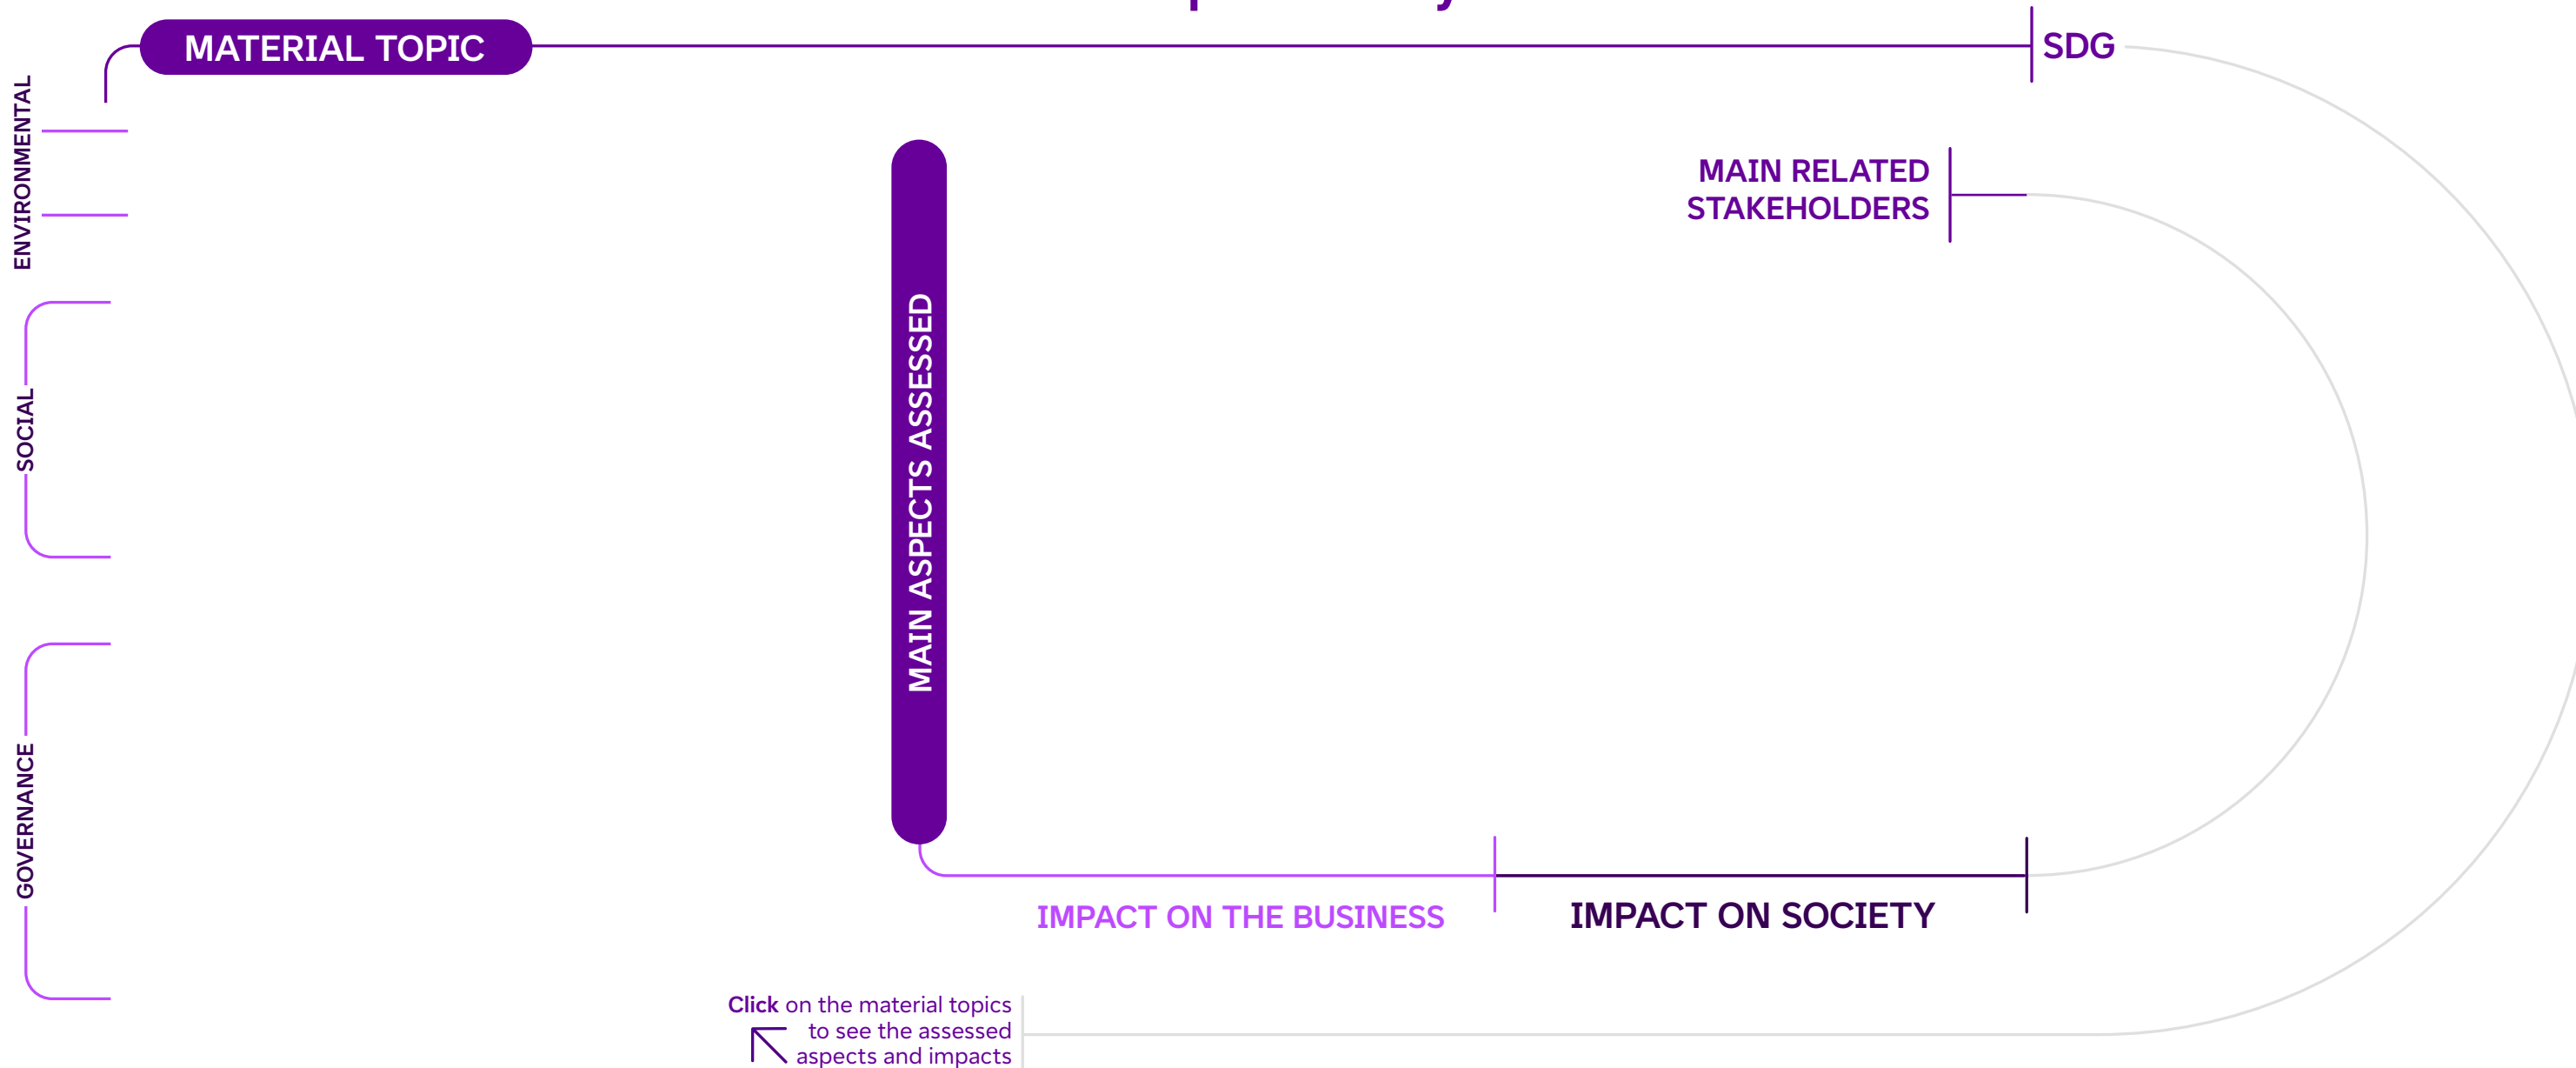 MATERIAL TOPIC
SDG
ENVIRONMENTAL
MAIN RELATED
STAKEHOLDERS
MAIN ASPECTS ASSESSED
SOCIAL
GOVERNANCE
IMPACT ON THE BUSINESS
IMPACT ON SOCIETY
Click on the material topics
to see the assessed
aspects and impacts